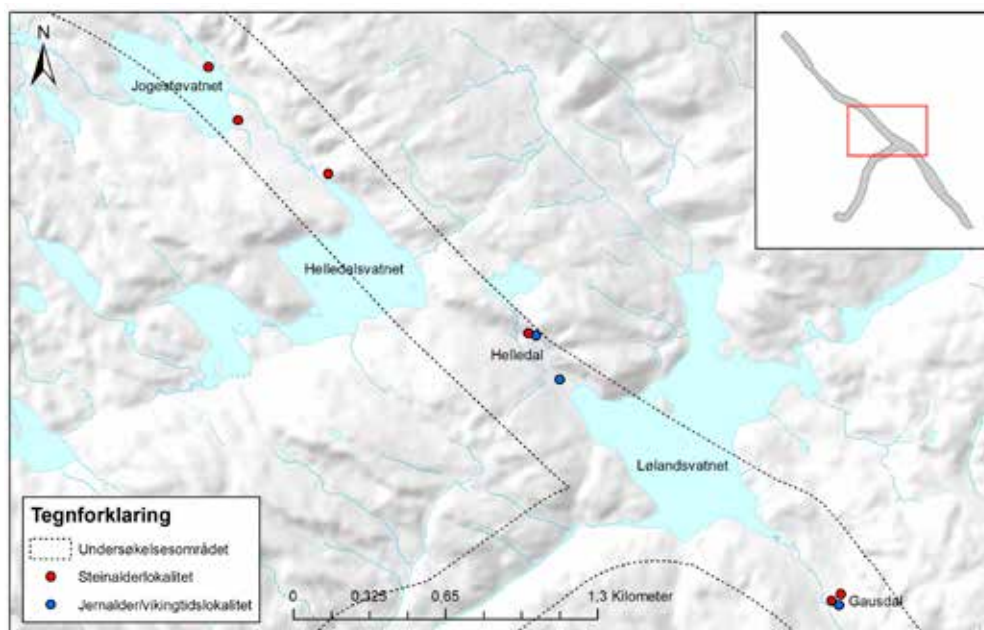 N
Jogestøvatnet
Helledalsvatnet
Helledal
Lølandsvatnet
Gausdal
Tegnforklaring
Undersøkelsesområdet
Steinalderlokalitet
Jernalder/vikingtidslokalitet
0 0,325 0,65 1,3 Kilometer